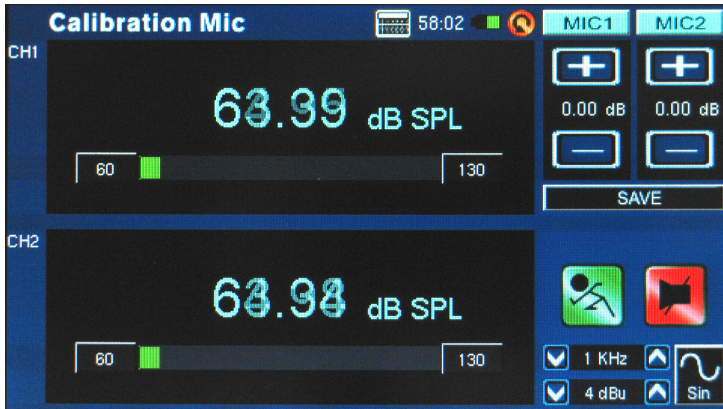 Calibration Mic
58:02
MIC1
MIC2
CH1
dB SPL
60
130
0.00 dB
0.00 dB
SAVE
CH2
dB SPL
60
130
1 KHz
4 dBu
Sin